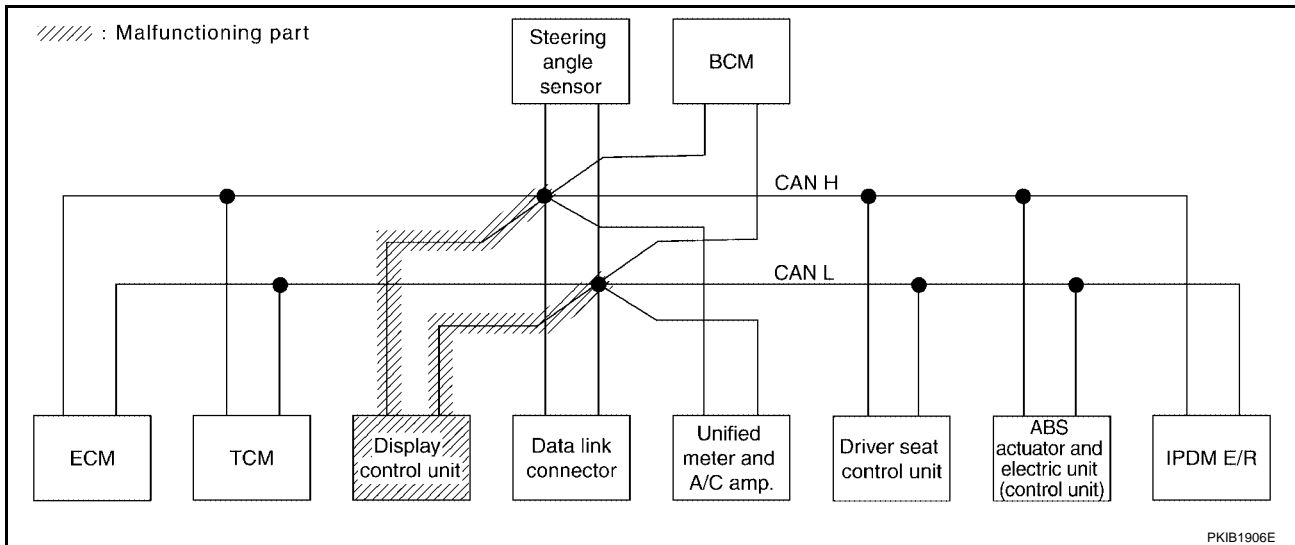 : Malfunctioning part
Steering
angle
sensor
BCM
CAN H
CAN L
ECM
TCM
Display
control unit
Data link
connector
Unified
meter and
A/C amp.
Driver seat
control unit
ABS
actuator and
electric unit
(control unit)
IPDM E/R
PKIB1906E